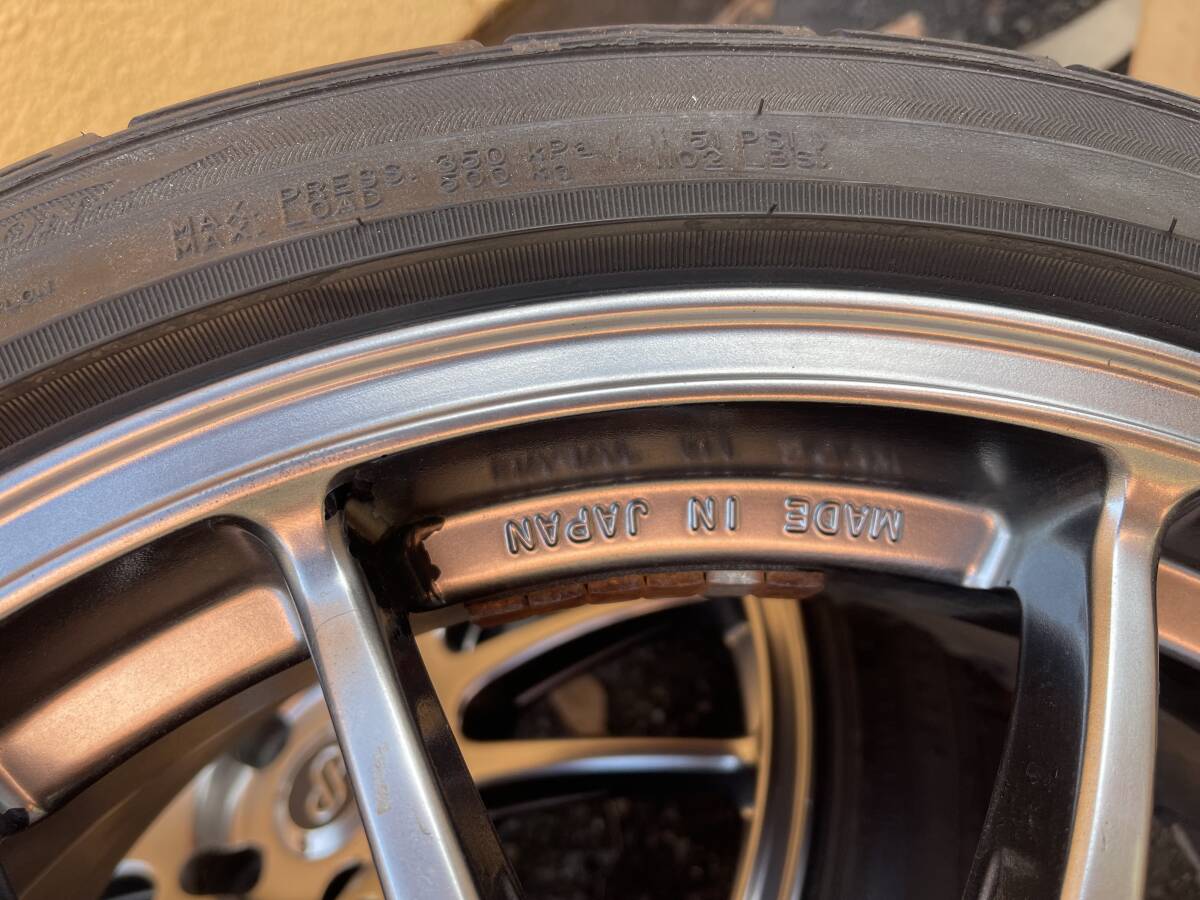 MAX. PRESS. 350 kPa 51 PSI
MAX. LOAD 500 KG 1102 LBS.
MADE IN JAPAN